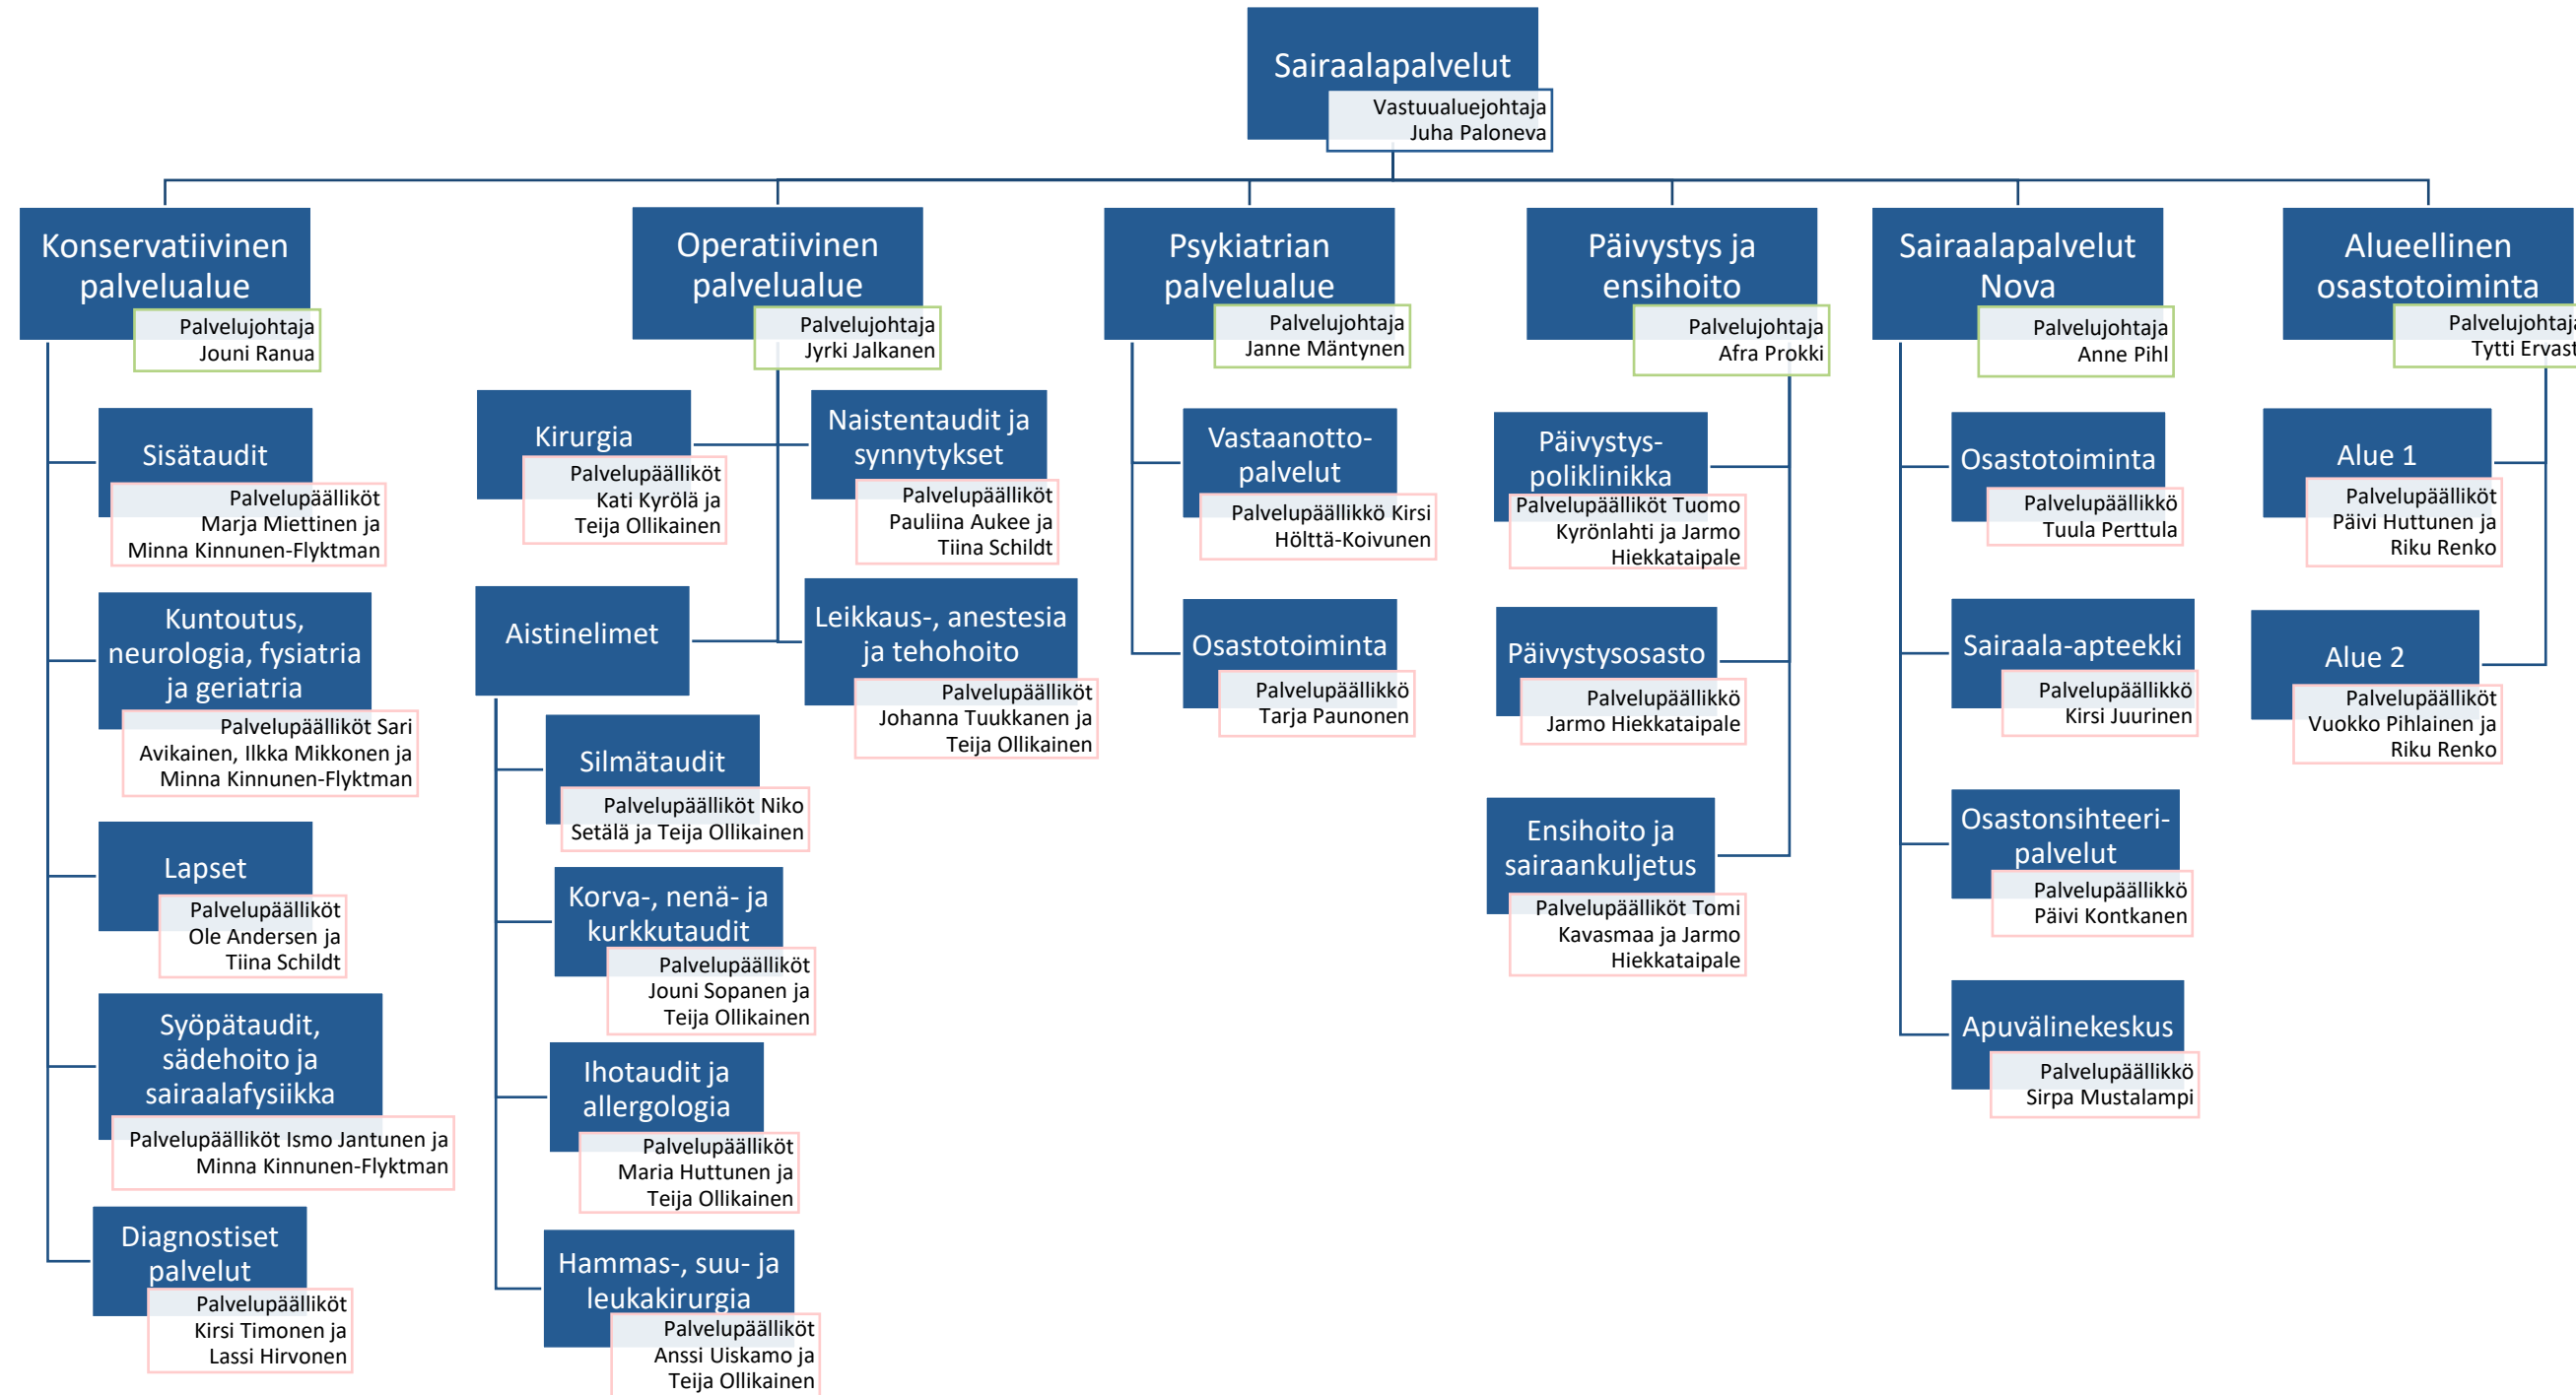 Sairaalapalvelut
Vastuualuejohtaja
Juha Paloneva
Konservatiivinen
palvelualue
Palvelujohtaja
Jouni Ranua
Sisätaudit
Palvelupäälliköt
Marja Miettinen ja
Minna Kinnunen-Flyktman
Kuntoutus,
neurologia, fysiatria
ja geriatria
Palvelupäälliköt Sari
Avikainen, Ilkka Mikkonen ja
Minna Kinnunen-Flyktman
Lapset
Palvelupäälliköt
Ole Andersen ja
Tiina Schildt
Syöpätaudit,
sädehoito ja
sairaalafysiikka
Palvelupäälliköt Ismo Jantunen ja
Minna Kinnunen-Flyktman
Diagnostiset
palvelut
Palvelupäälliköt
Kirsi Timonen ja
Lassi Hirvonen
Operatiivinen
palvelualue
Palvelujohtaja
Jyrki Jalkanen
Kirurgia
Palvelupäälliköt
Kati Kyrölä ja
Teija Ollikainen
Naistentaudit ja
synnytykset
Palvelupäälliköt
Pauliina Aukee ja
Tiina Schildt
Aistinelimet
Leikkaus-, anestesia
ja tehohoito
Palvelupäälliköt
Johanna Tuukkanen ja
Teija Ollikainen
Silmätaudit
Palvelupäälliköt Niko
Setälä ja Teija Ollikainen
Korva-, nenä- ja
kurkkutaudit
Palvelupäälliköt
Jouni Sopanen ja
Teija Ollikainen
Ihotaudit ja
allergologia
Palvelupäälliköt
Maria Huttunen ja
Teija Ollikainen
Hammas-, suu- ja
leukakirurgia
Palvelupäälliköt
Anssi Uiskamo ja
Teija Ollikainen
Psykiatrian
palvelualue
Palvelujohtaja
Janne Mäntynen
Vastaanotto-
palvelut
Palvelupäällikkö Kirsi
Hölttä-Koivunen
Osastotoiminta
Palvelupäällikkö
Tarja Paunonen
Päivystys ja
ensihoito
Palvelujohtaja
Afra Prokki
Päivystys-
poliklinikka
Palvelupäälliköt Tuomo
Kyrönlahti ja Jarmo
Hiekkataipale
Päivystysosasto
Palvelupäällikkö
Jarmo Hiekkataipale
Ensihoito ja
sairaankuljetus
Palvelupäälliköt Tomi
Kavasmaa ja Jarmo
Hiekkataipale
Sairaalapalvelut
Nova
Palvelujohtaja
Anne Pihl
Osastotoiminta
Palvelupäällikkö
Tuula Perttula
Sairaala-apteekki
Palvelupäällikkö
Kirsi Juurinen
Osastonsihteeri-
palvelut
Palvelupäällikkö
Päivi Kontkanen
Apuvälinekeskus
Palvelupäällikkö
Sirpa Mustalampi
Alueellinen
osastotoiminta
Palvelujohtaja
Tytti Ervast
Alue 1
Palvelupäälliköt
Päivi Huttunen ja
Riku Renko
Alue 2
Palvelupäälliköt
Vuokko Pihlainen ja
Riku Renko